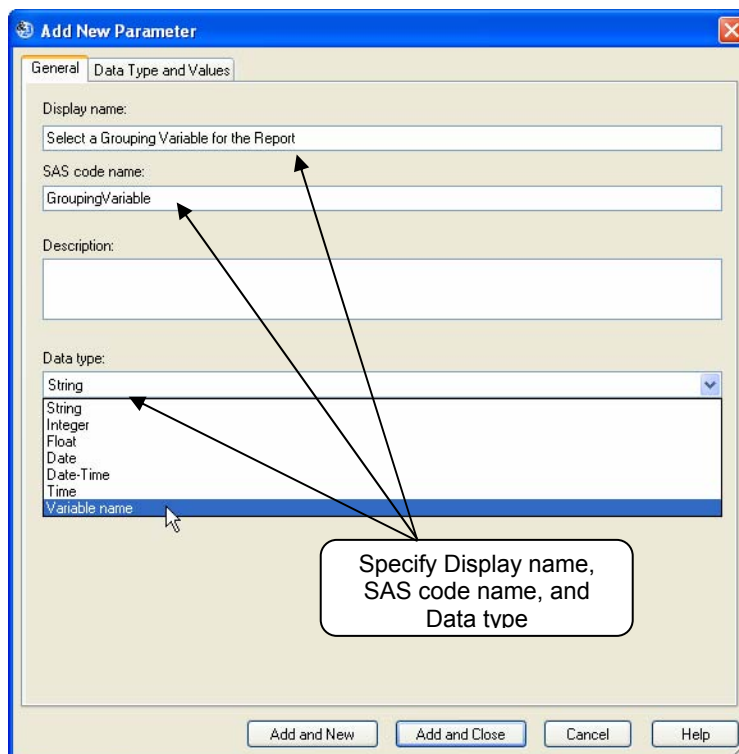 Add New Parameter
General
Data Type and Values
Display name:
Select a Grouping Variable for the Report
SAS code name:
GroupingVariable
Description:
Data type:
String
String
Integer
Float
Date
Date-Time
Time
Variable name
Specify Display name,
SAS code name, and
Data type
Add and New
Add and Close
Cancel
Help